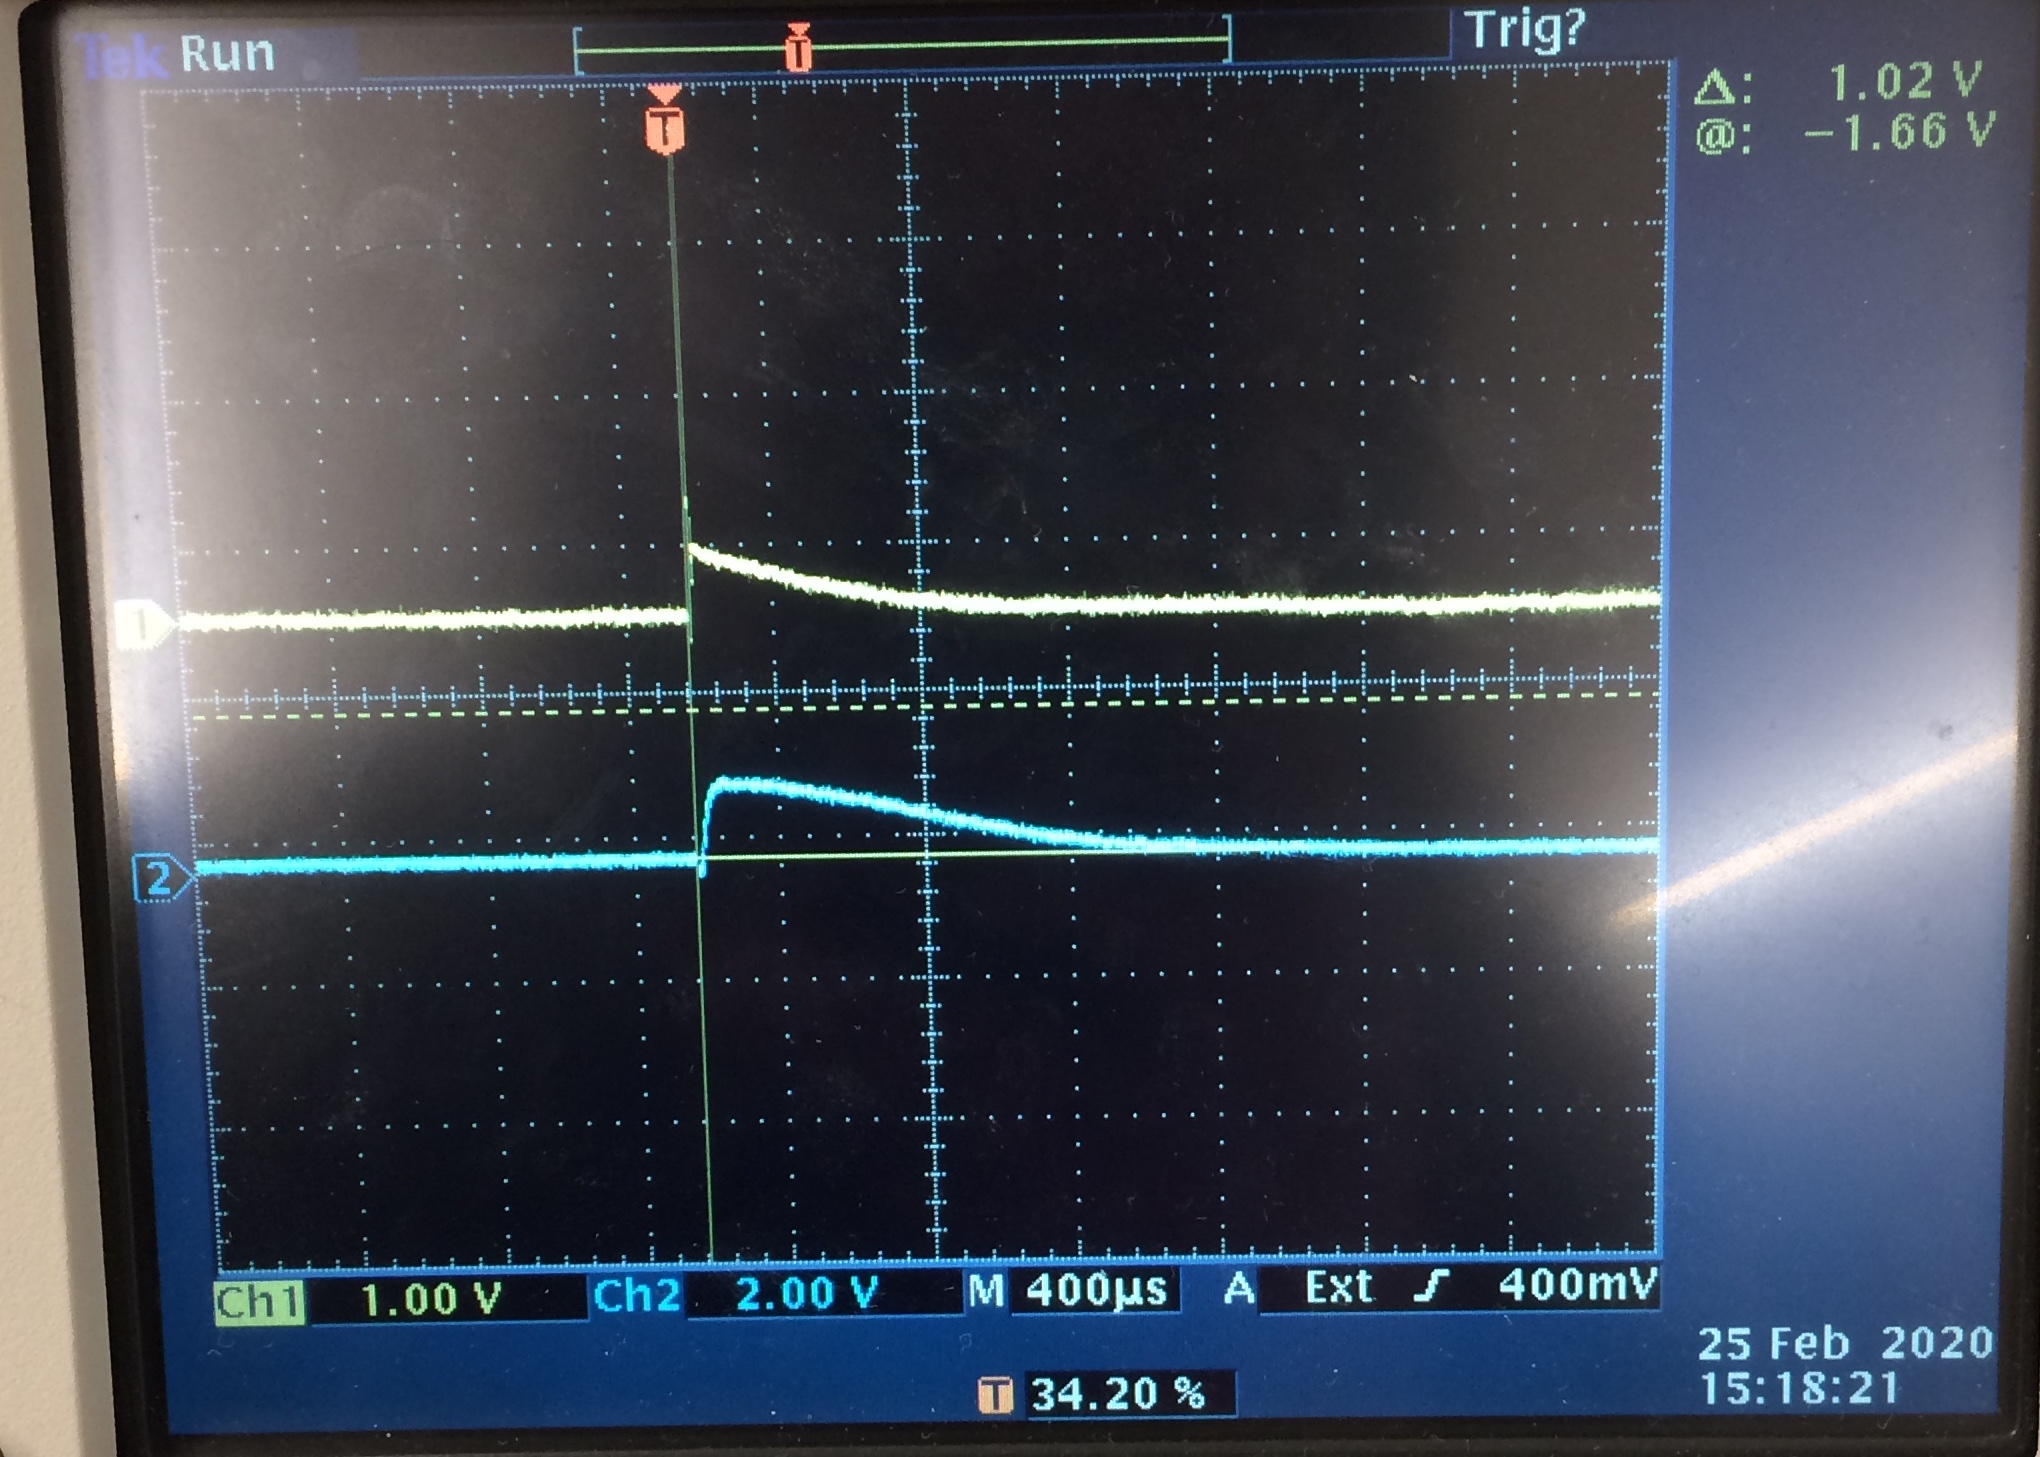 Tek Run Trig?
T
T
Δ: 1.02 V
@: −1.66 V
1
2
Ch1 1.00 V Ch2 2.00 V M 400µs A Ext 400mV
T 34.20 %
25 Feb 2020
15:18:21